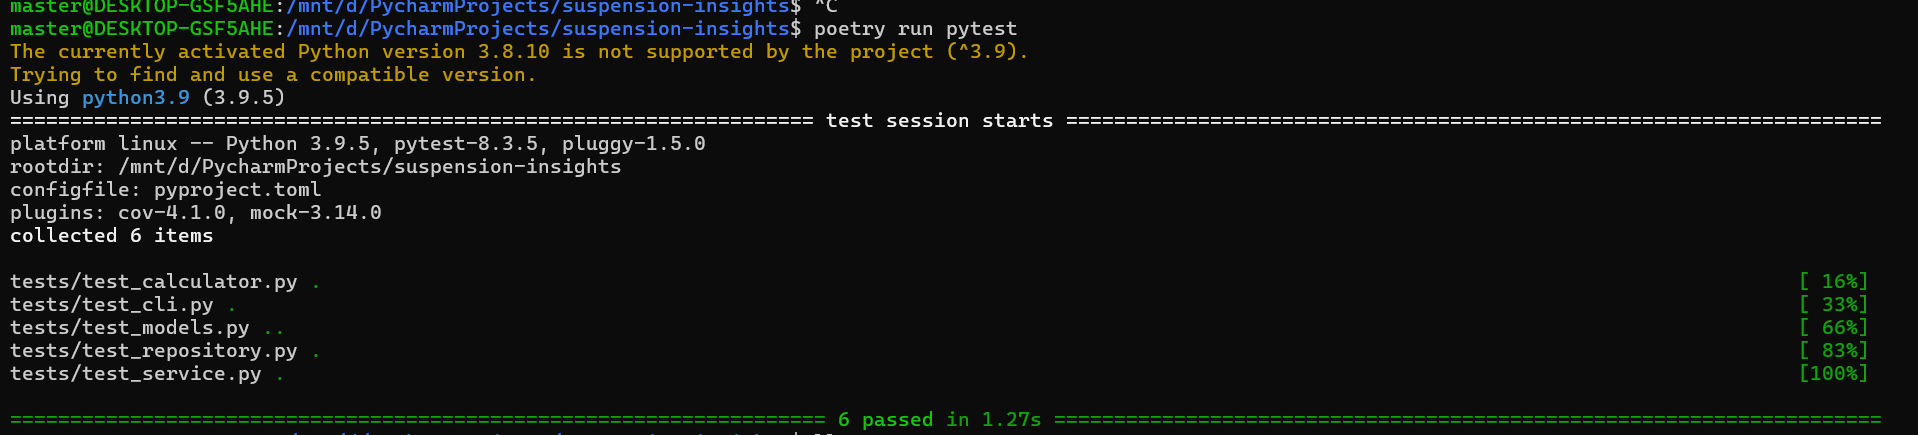 master@DESKTOP-GSF5AHE:/mnt/d/PycharmProjects/suspension-insights$ ^C
master@DESKTOP-GSF5AHE:/mnt/d/PycharmProjects/suspension-insights$ poetry run pytest
The currently activated Python version 3.8.10 is not supported by the project (^3.9).
Trying to find and use a compatible version.
Using python3.9 (3.9.5)
=================================================================== test session starts ====================================================================
platform linux -- Python 3.9.5, pytest-8.3.5, pluggy-1.5.0
rootdir: /mnt/d/PycharmProjects/suspension-insights
configfile: pyproject.toml
plugins: cov-4.1.0, mock-3.14.0
collected 6 items
tests/test_calculator.py . [ 16%]
tests/test_cli.py . [ 33%]
tests/test_models.py .. [ 66%]
tests/test_repository.py . [ 83%]
tests/test_service.py . [100%]
==================================================================== 6 passed in 1.27s =====================================================================